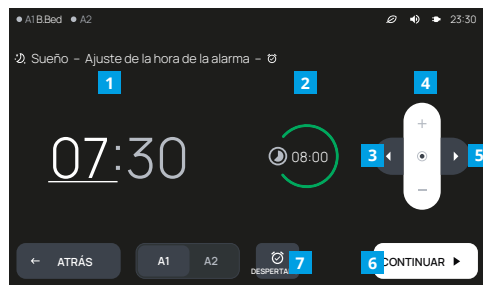 A1 B.Bed A2 23:30
Sueño – Ajuste de la hora de la alarma –
1 2 4
07:30 08:00 3 + – 5
← ATRÁS A1 A2 7 6 CONTINUAR